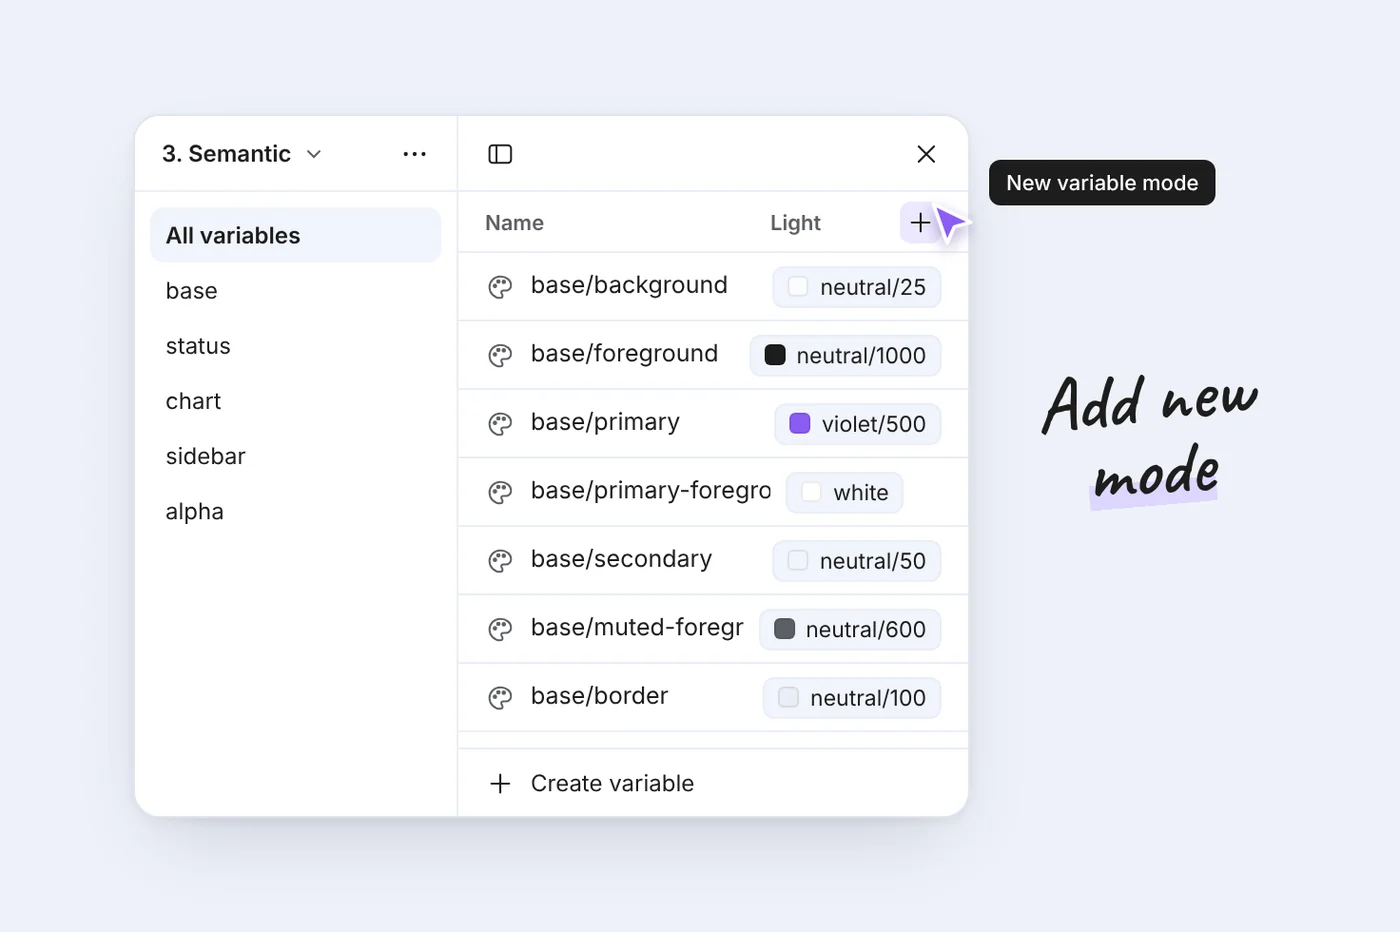 3. Semantic
All variables
base
status
chart
sidebar
alpha
Name Light
base/background neutral/25
base/foreground neutral/1000
base/primary violet/500
base/primary-foregro white
base/secondary neutral/50
base/muted-foregr neutral/600
base/border neutral/100
Create variable
New variable mode
Add new
mode